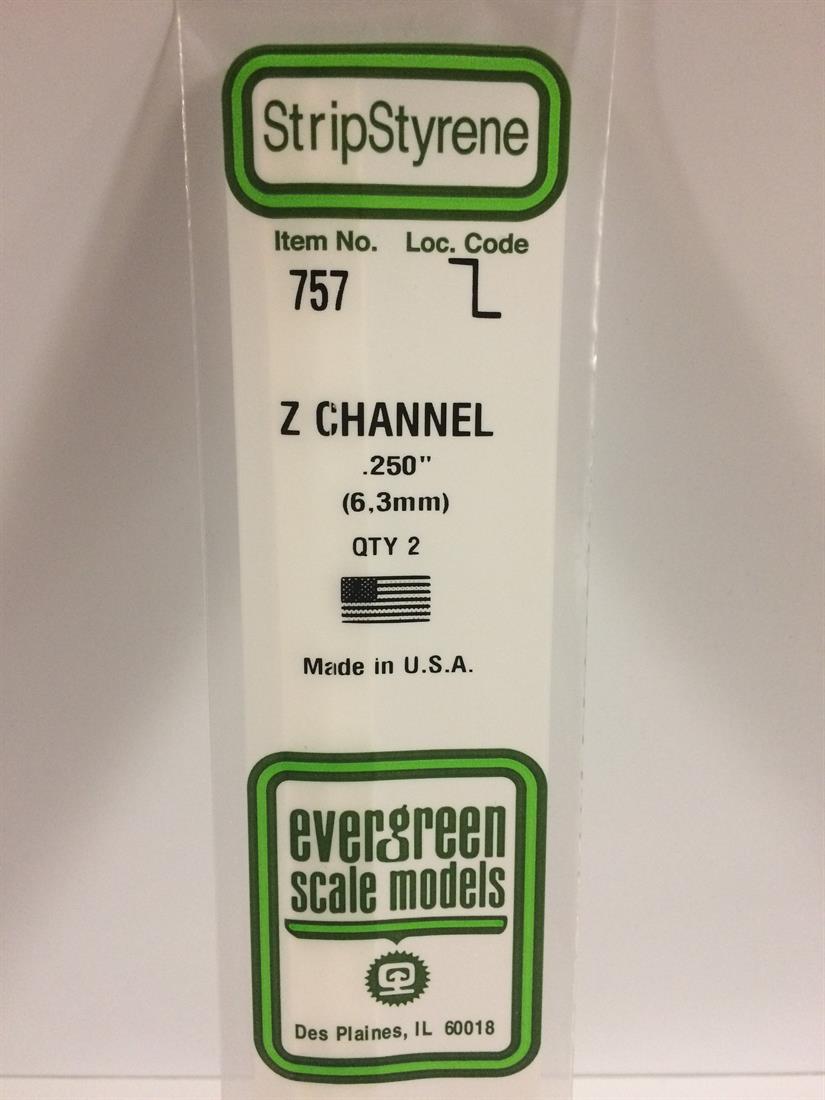 StripStyrene
Item No. Loc. Code
757
Z CHANNEL
.250"
(6,3mm)
QTY 2
Made in U.S.A.
evergreen
scale models
Des Plaines, IL 60018